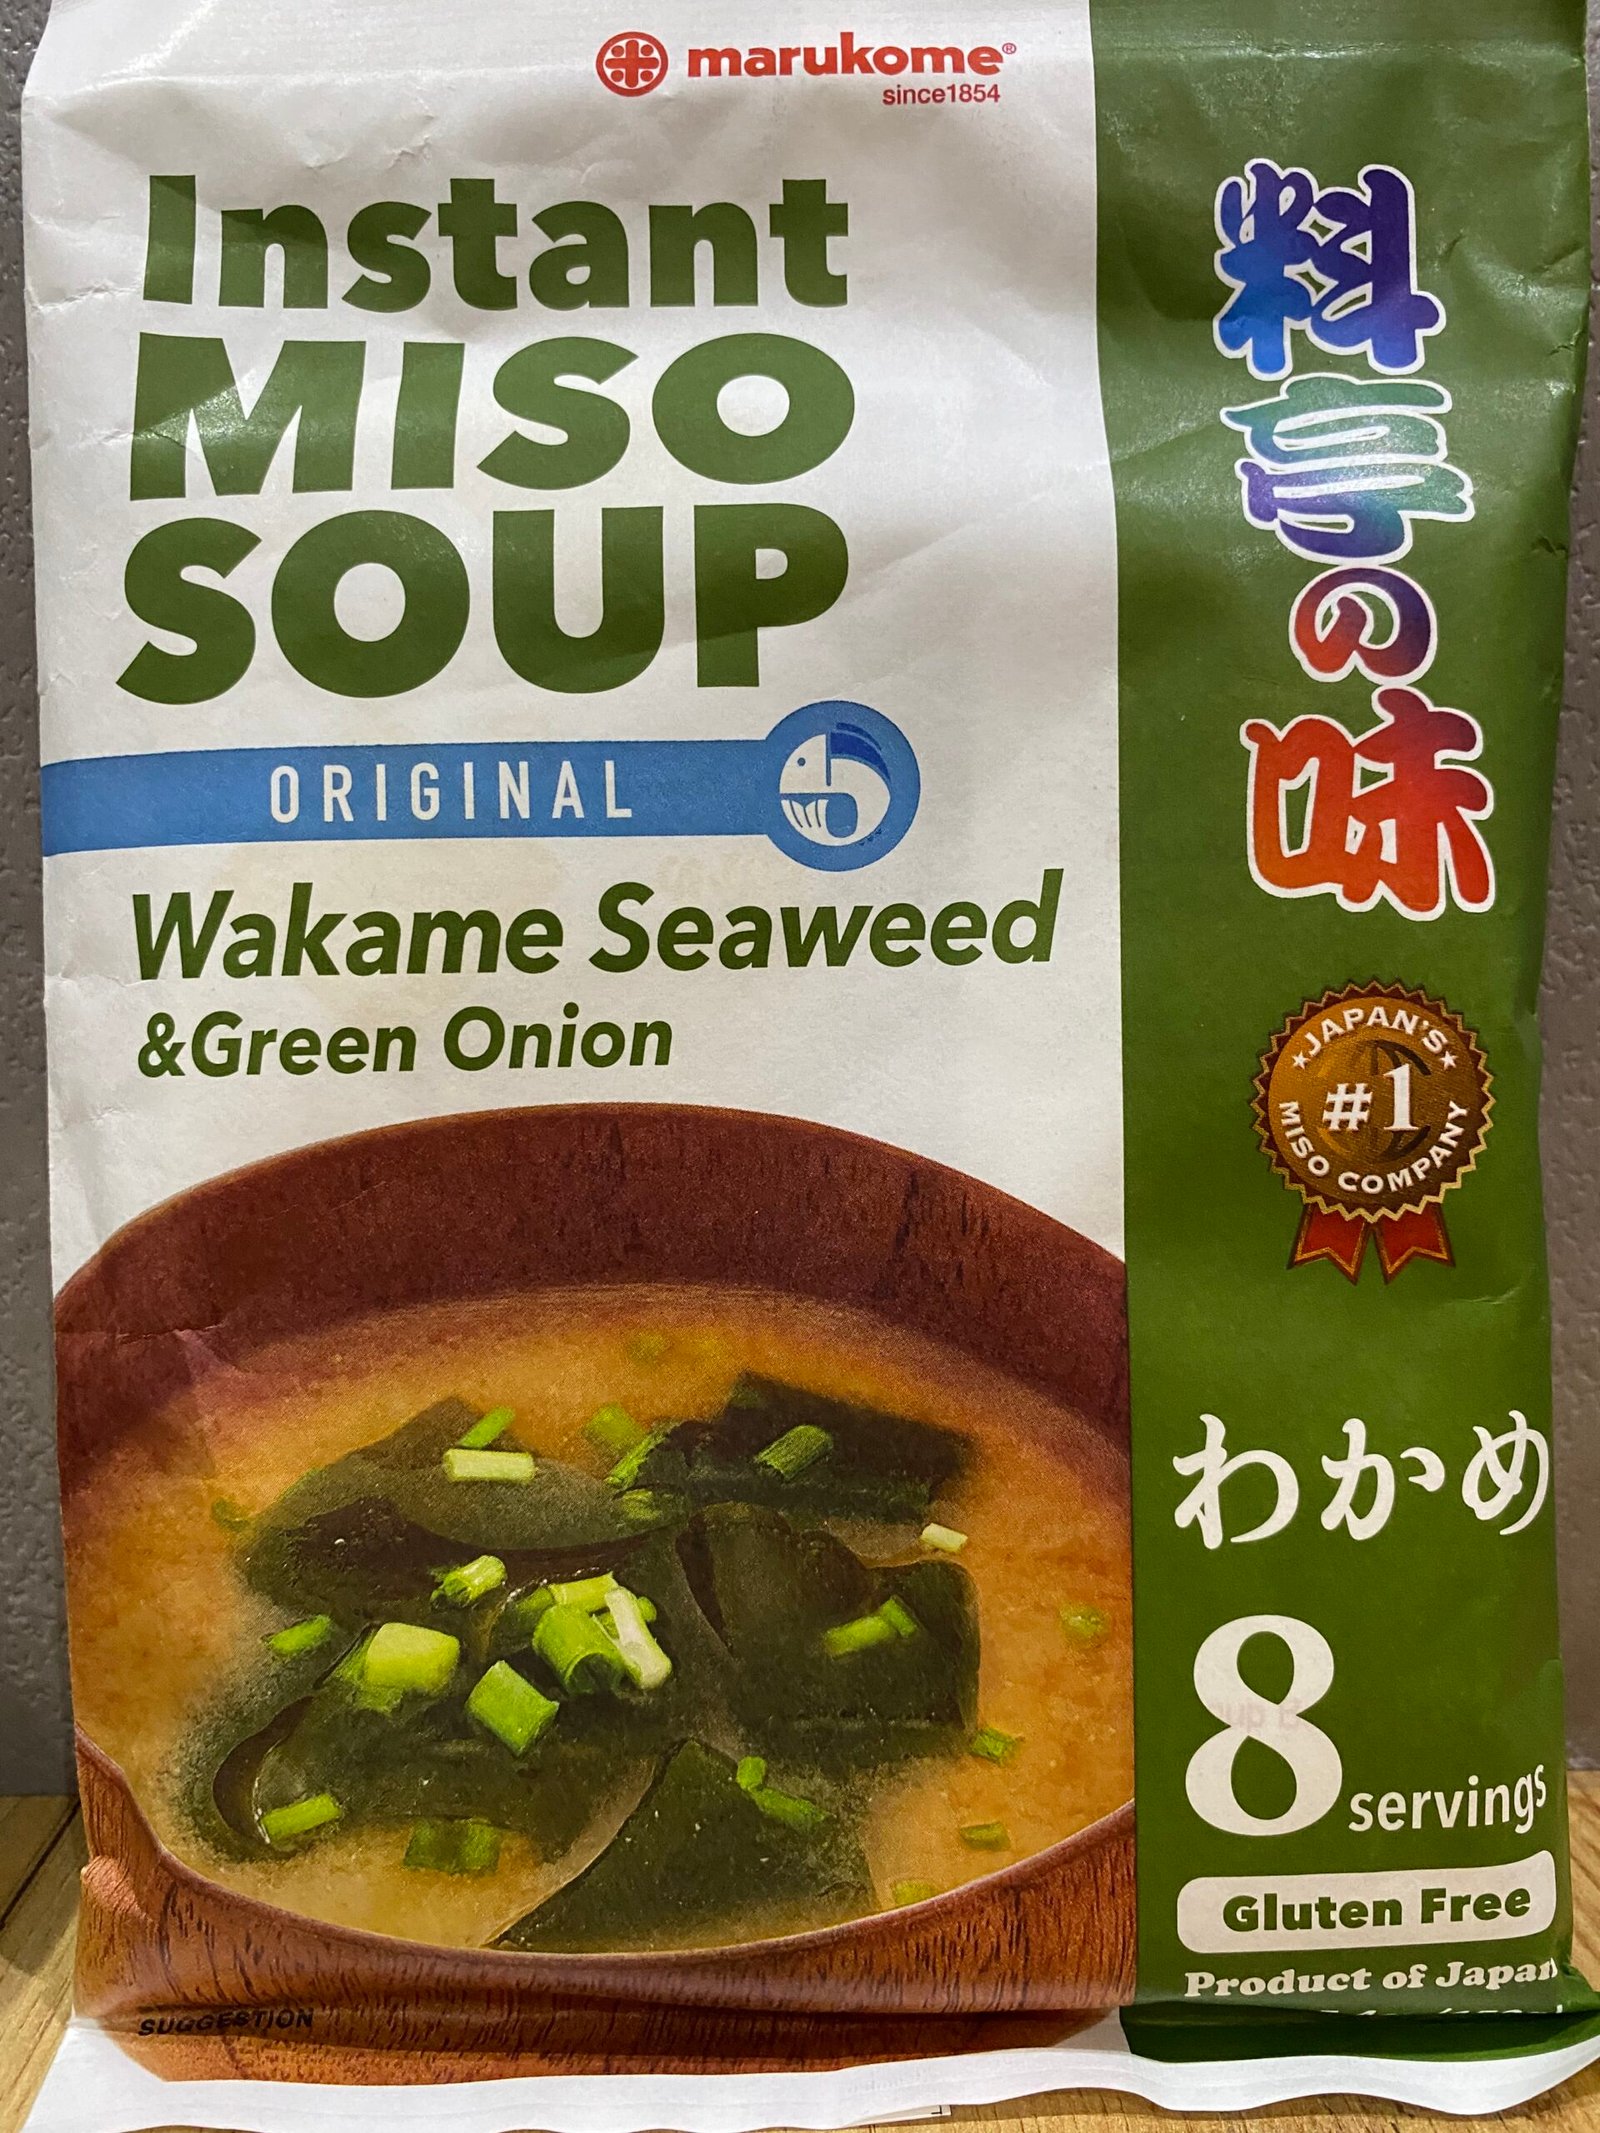 marukome®
since1854
Instant
MISO
SOUP
ORIGINAL
Wakame Seaweed
&Green Onion
SUGGESTION
料亭の味
JAPAN'S
#1
MISO COMPANY
わかめ
8
servings
Gluten Free
Product of Japan